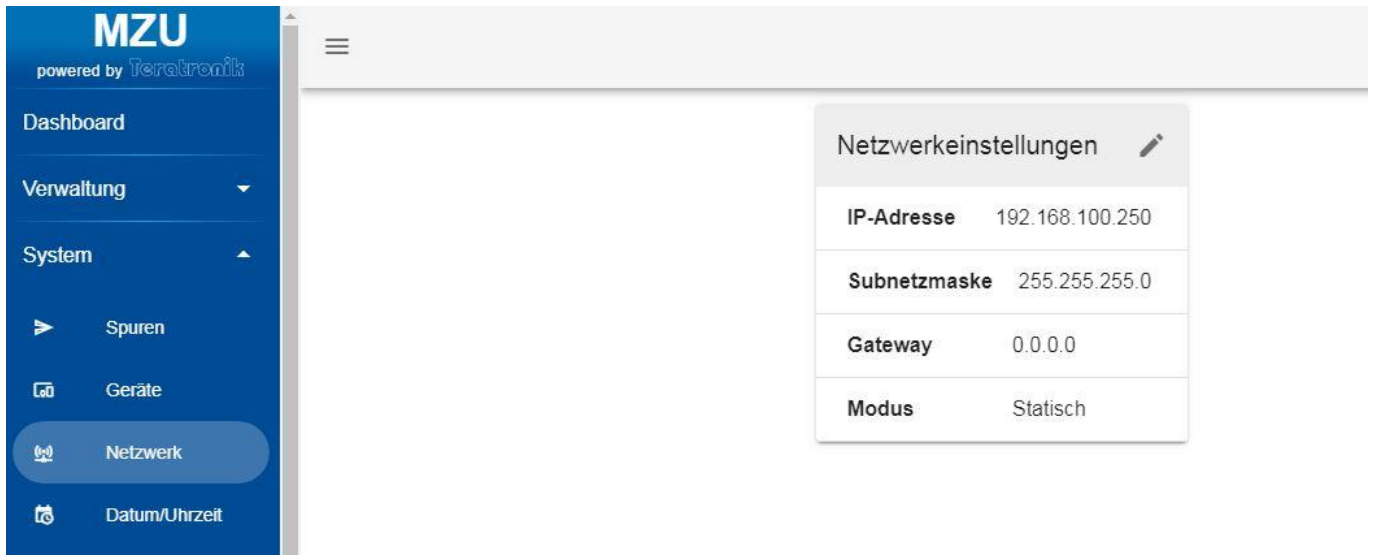 MZU
powered by Teratronik
Dashboard
Verwaltung
System
Spuren
Geräte
Netzwerk
Datum/Uhrzeit
Netzwerkeinstellungen
IP-Adresse 192.168.100.250
Subnetzmaske 255.255.255.0
Gateway 0.0.0.0
Modus Statisch